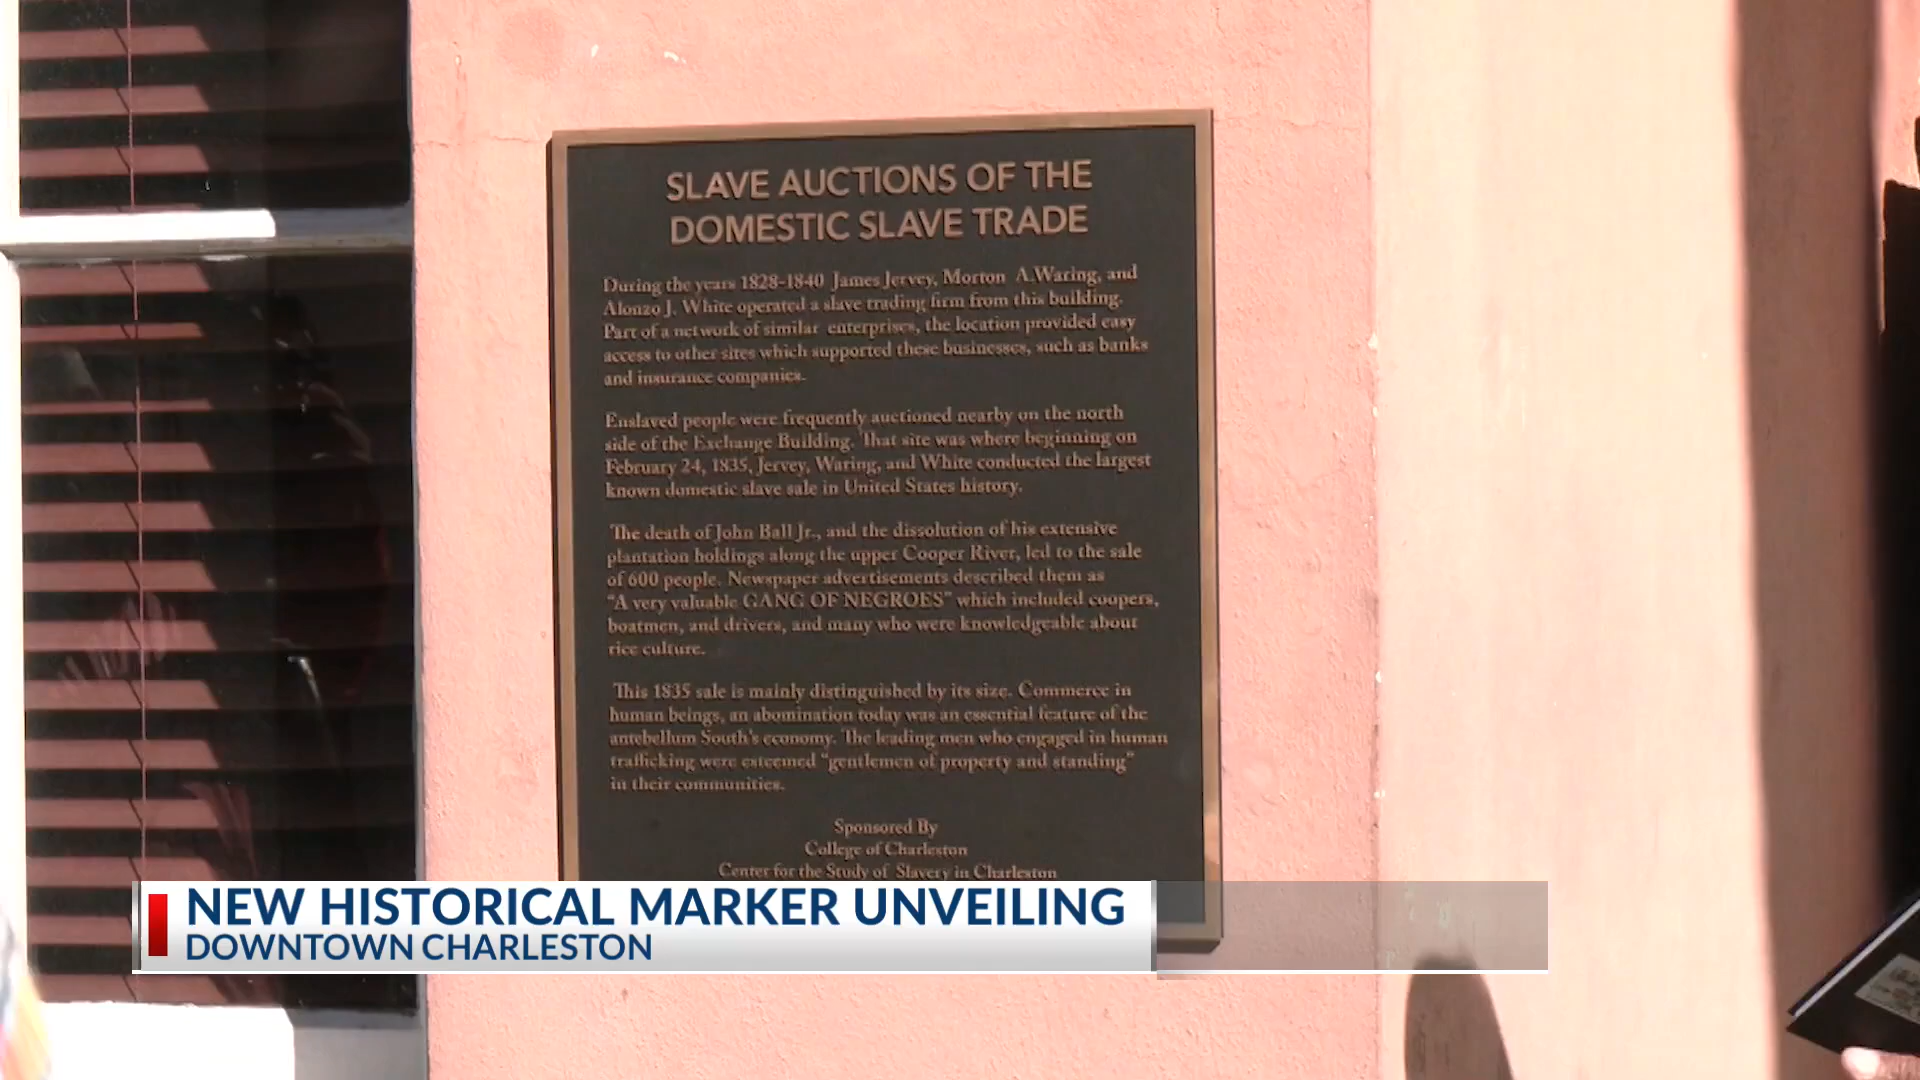 SLAVE AUCTIONS OF THE
DOMESTIC SLAVE TRADE
During the years 1828-1840 James Jervey, Morton A.Waring, and
Alonzo J. White operated a slave trading firm from this building.
Part of a network of similar enterprises, the location provided easy
access to other sites which supported these businesses, such as banks
and insurance companies.
Enslaved people were frequently auctioned nearby on the north
side of the Exchange Building. That site was where beginning on
February 24, 1835, Jervey, Waring, and White conducted the largest
known domestic slave sale in United States history.
The death of John Ball Jr., and the dissolution of his extensive
plantation holdings along the upper Cooper River, led to the sale
of 600 people. Newspaper advertisements described them as
“A very valuable GANG OF NEGROES” which included coopers,
boatmen, and drivers, and many who were knowledgeable about
rice culture.
This 1835 sale is mainly distinguished by its size. Commerce in
human beings, an abomination today was an essential feature of the
antebellum South's economy. The leading men who engaged in human
trafficking were esteemed “gentlemen of property and standing”
in their communities.
Sponsored By
College of Charleston
Center for the Study of Slavery in Charleston
NEW HISTORICAL MARKER UNVEILING
DOWNTOWN CHARLESTON